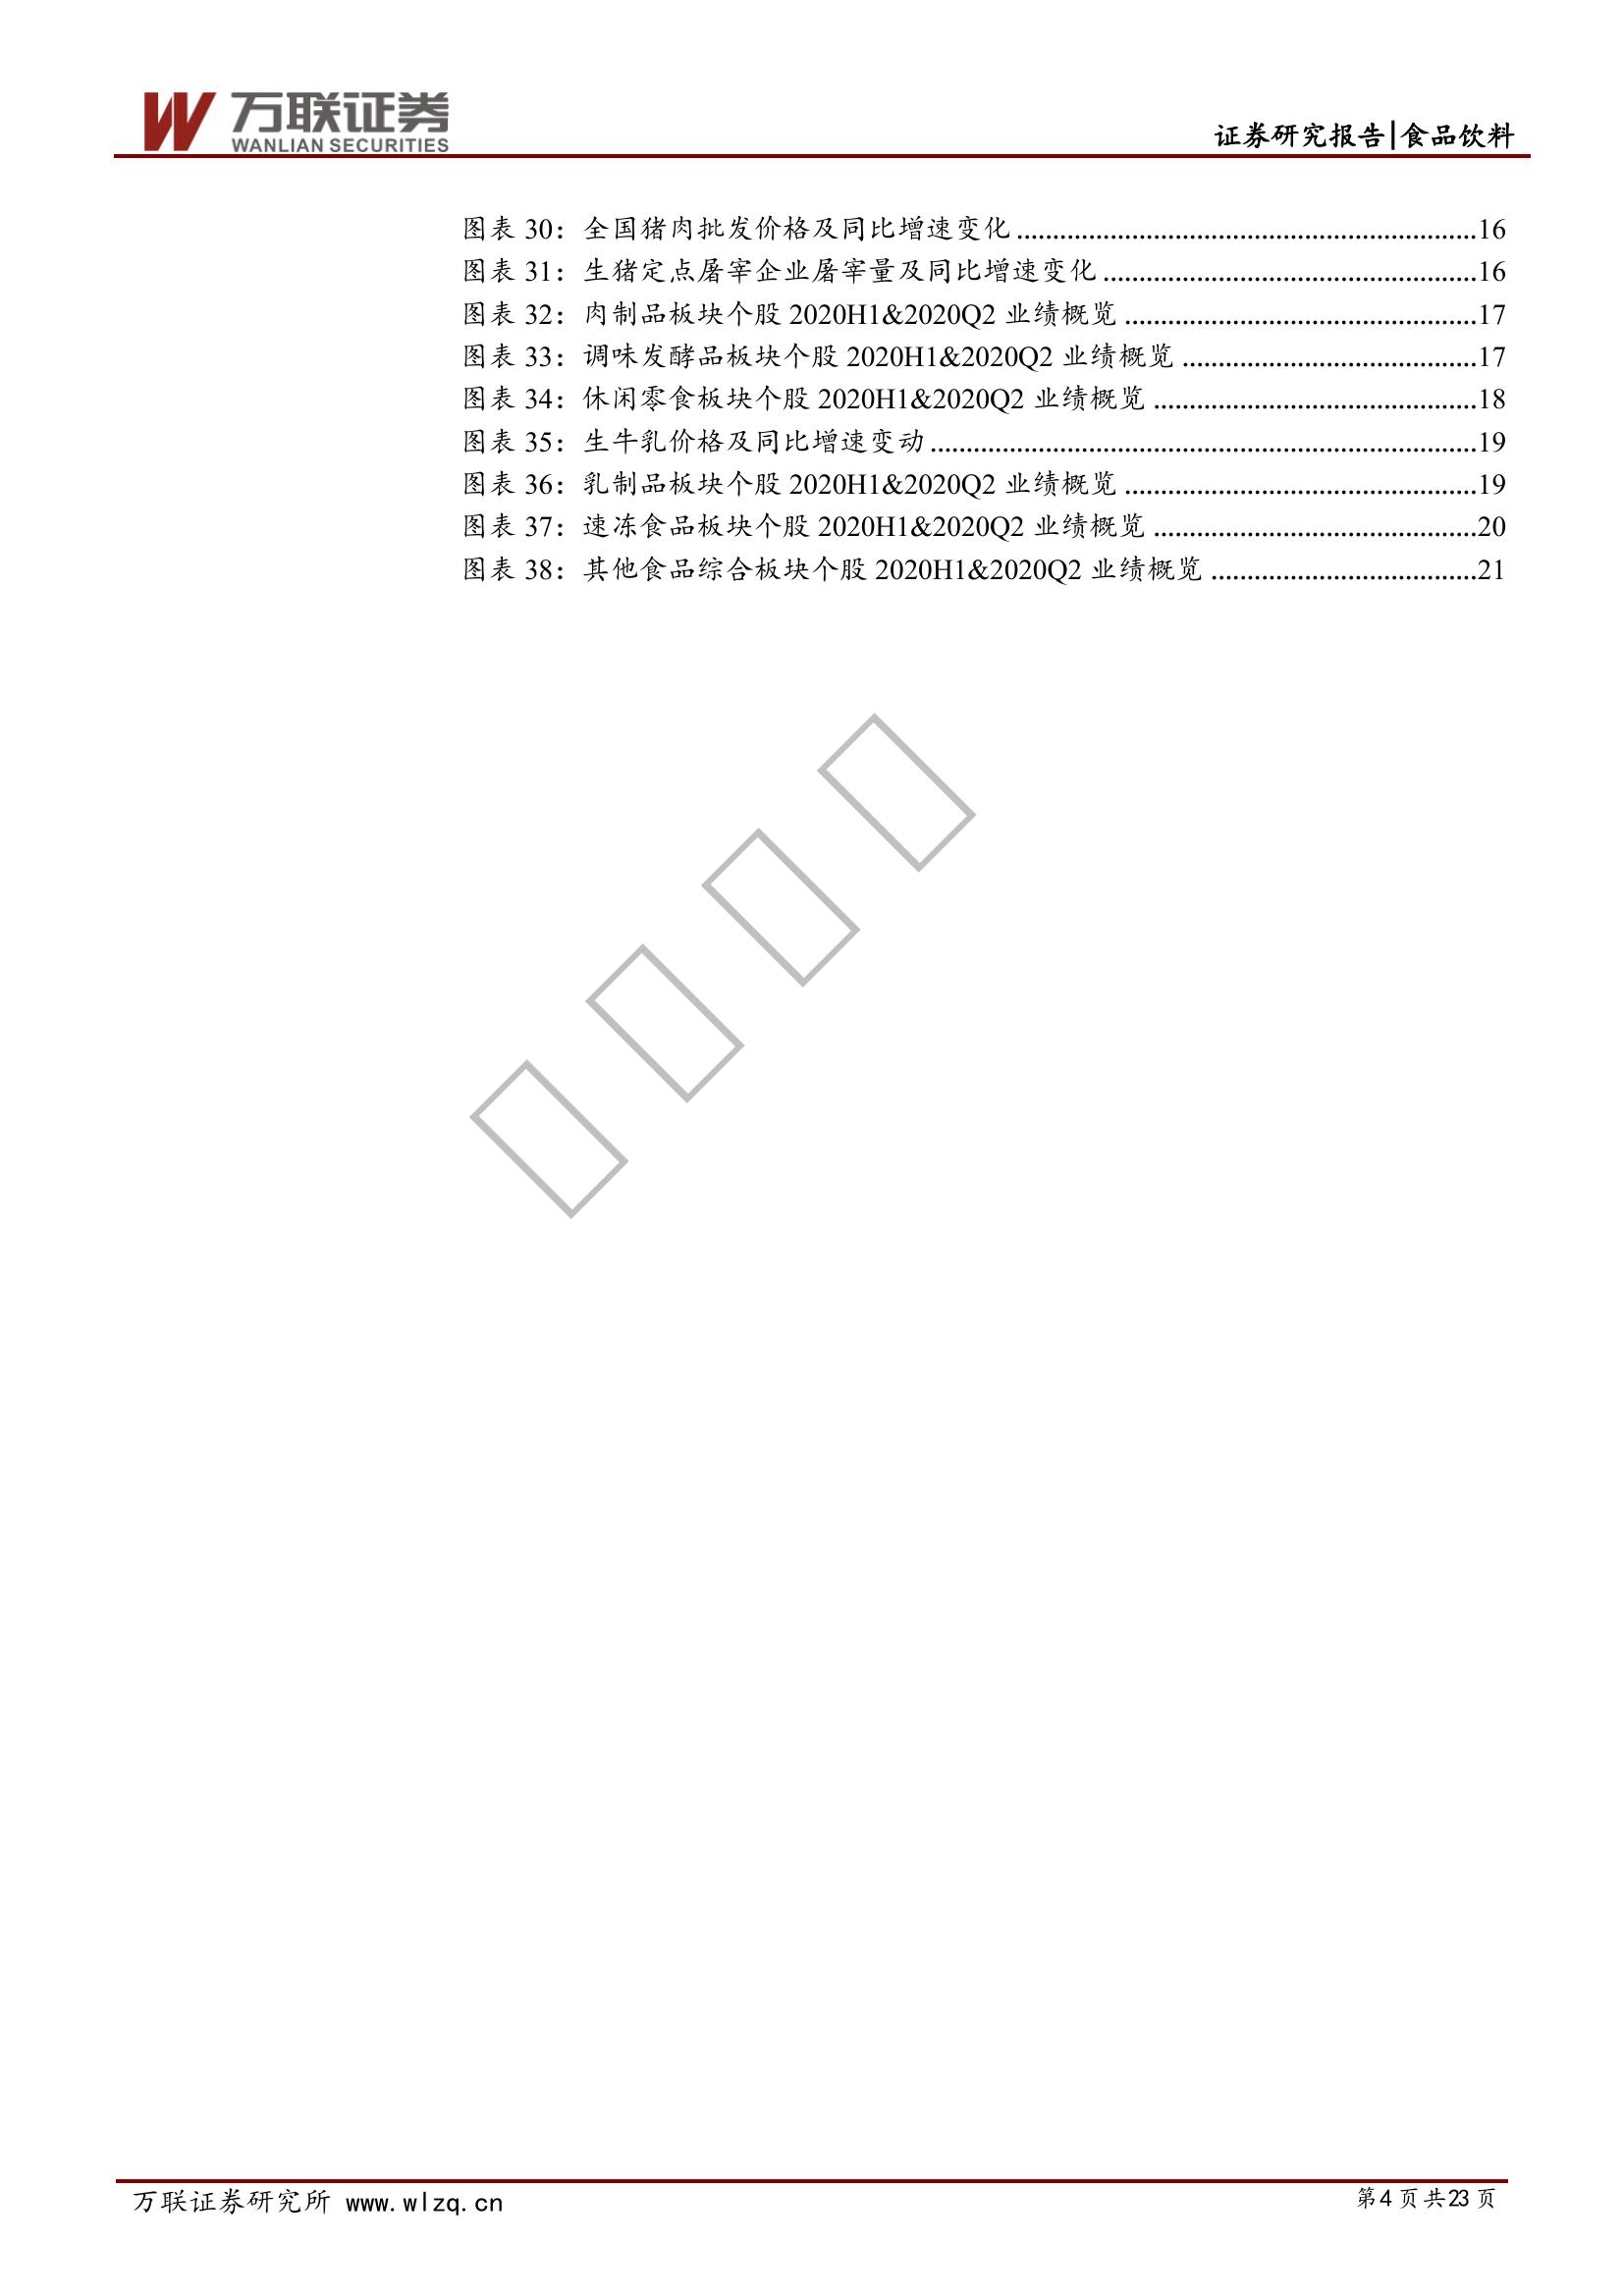 万联证券
WANLIAN SECURITIES
证券研究报告|食品饮料
图表 30：全国猪肉批发价格及同比增速变化................................................................16
图表 31：生猪定点屠宰企业屠宰量及同比增速变化....................................................16
图表 32：肉制品板块个股 2020H1&2020Q2 业绩概览.................................................17
图表 33：调味发酵品板块个股 2020H1&2020Q2 业绩概览.........................................17
图表 34：休闲零食板块个股 2020H1&2020Q2 业绩概览.............................................18
图表 35：生牛乳价格及同比增速变动............................................................................19
图表 36：乳制品板块个股 2020H1&2020Q2 业绩概览.................................................19
图表 37：速冻食品板块个股 2020H1&2020Q2 业绩概览.............................................20
图表 38：其他食品综合板块个股 2020H1&2020Q2 业绩概览.....................................21
万联证券研究所 www.wlzq.cn
第4 页 共23 页